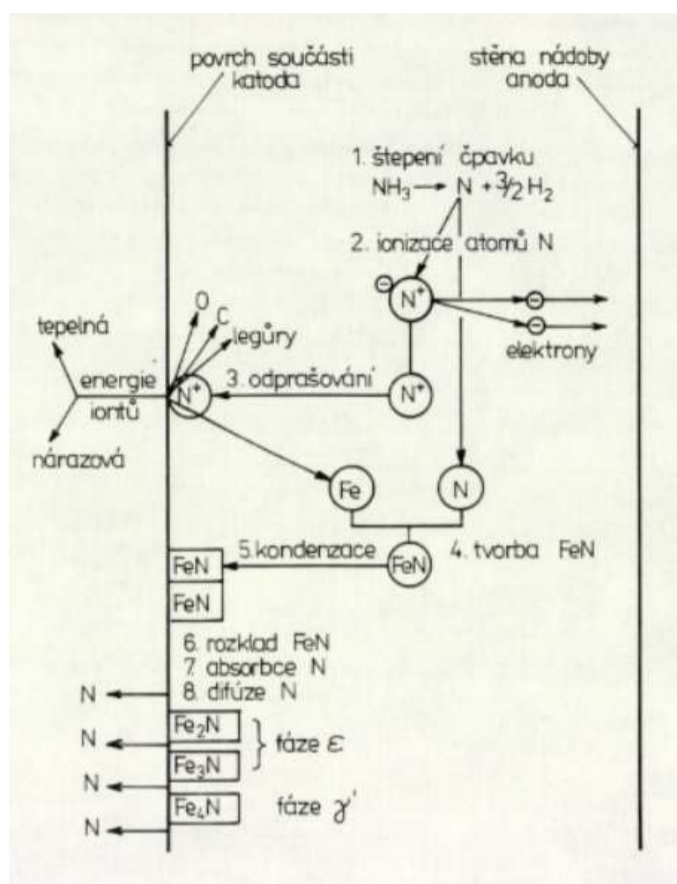 povrch součásti
katoda
stěna nádoby
anoda
1. štepení čpavku
NH₃ → N + 3/2 H₂
2. ionizace atomů N
⊖ N⁺
⊖
⊖
elektrony
O
C
legůry
tepelná
energie
iontů
nárazová
N⁺
3. odprašování
N⁺
Fe
N
5. kondenzace
FeN
4. tvorba FeN
FeN
FeN
6. rozklad FeN
7. absorbce N
8. difúze N
N
Fe₂N
N
fáze ε
Fe₃N
N
Fe₄N
fáze γ'
N